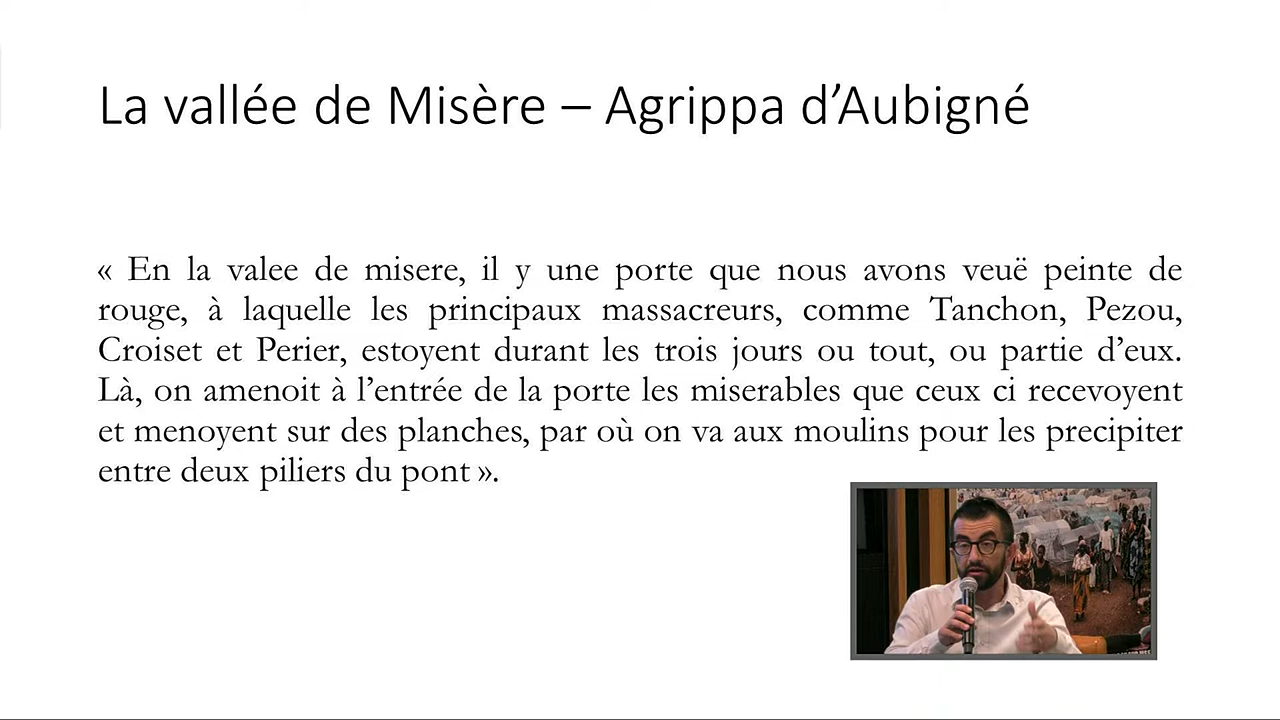 La vallée de Misère – Agrippa d’Aubigné
« En la valee de misere, il y une porte que nous avons veuë peinte de
rouge, à laquelle les principaux massacreurs, comme Tanchon, Pezou,
Croiset et Perier, estoyent durant les trois jours ou tout, ou partie d’eux.
Là, on amenoit à l’entrée de la porte les miserables que ceux ci recevoyent
et menoyent sur des planches, par où on va aux moulins pour les precipiter
entre deux piliers du pont ».